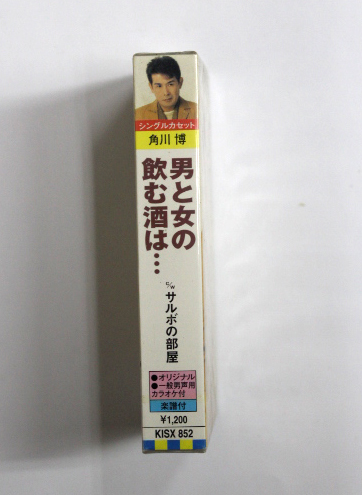 シングルカセット
角川 博
男と女の
飲む酒は…
c/w サルボの部屋
●オリジナル
●一般男声用
カラオケ付
楽譜付
¥1,200
KISX 852